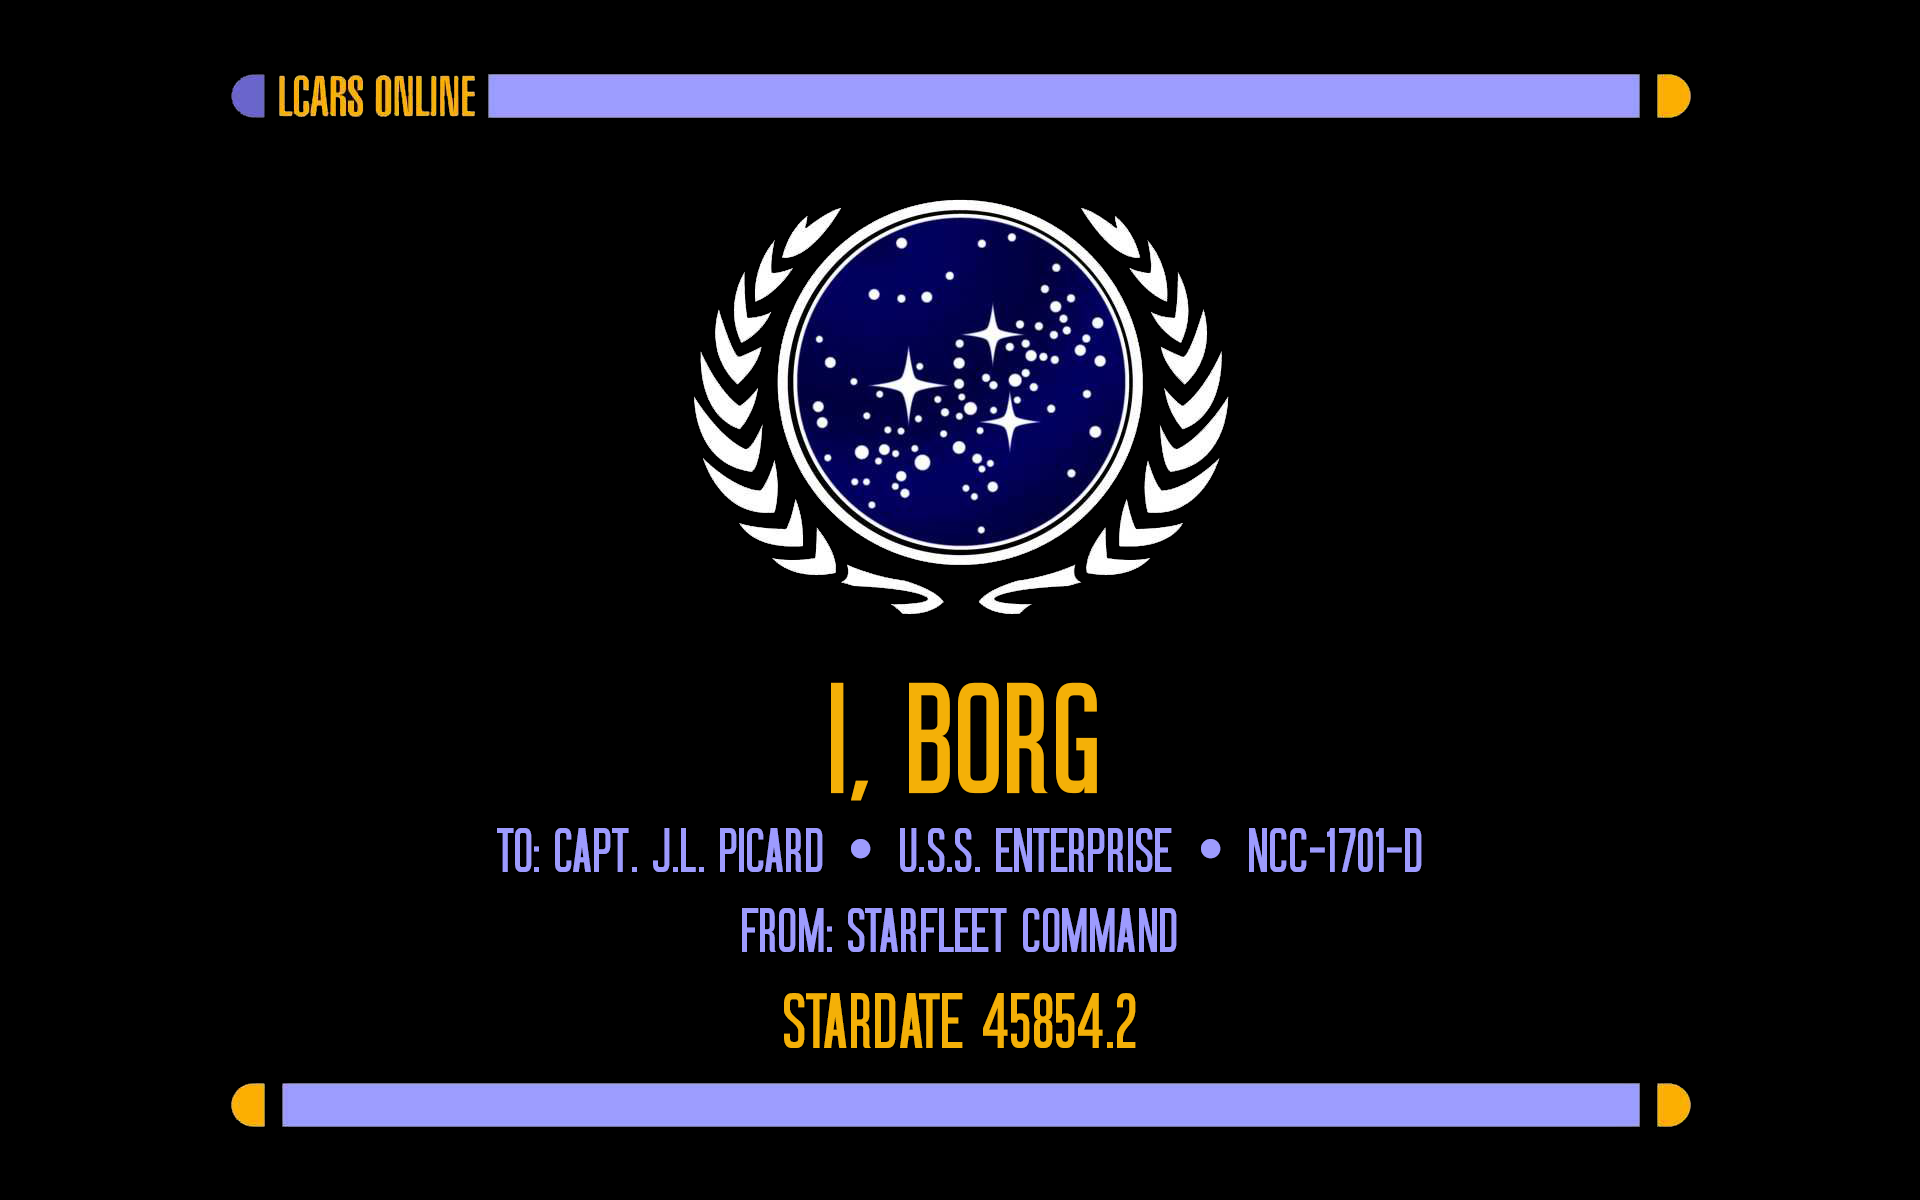 LCARS ONLINE
I, BORG
TO: CAPT. J.L. PICARD • U.S.S. ENTERPRISE • NCC-1701-D
FROM: STARFLEET COMMAND
STARDATE 45854.2